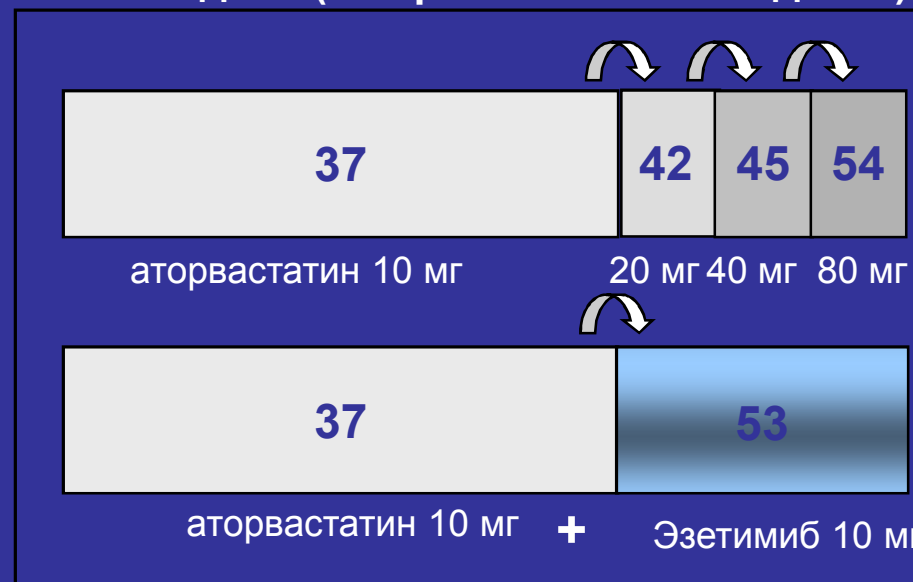 37 42 45 54
аторвастатин 10 мг 20 мг 40 мг 80 мг
37 53
аторвастатин 10 мг + Эзетимиб 10 мг